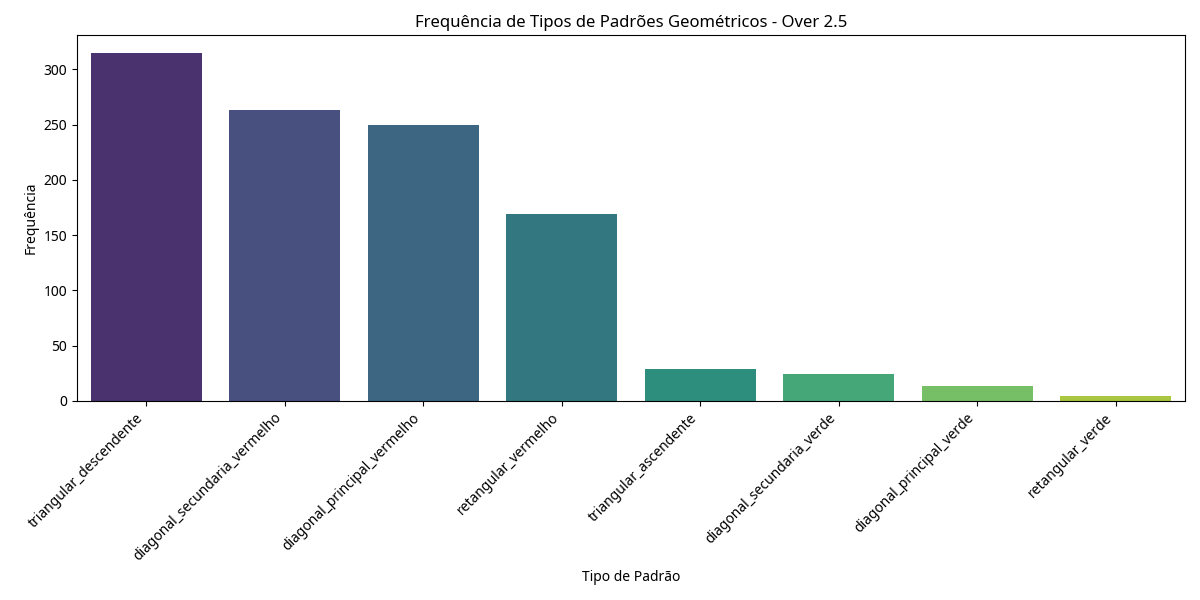 Frequência de Tipos de Padrões Geométricos - Over 2.5
Frequência
300
250
200
150
100
50
0
triangular_descendente
diagonal_secundaria_vermelho
diagonal_principal_vermelho
retangular_vermelho
triangular_ascendente
diagonal_secundaria_verde
diagonal_principal_verde
retangular_verde
Tipo de Padrão